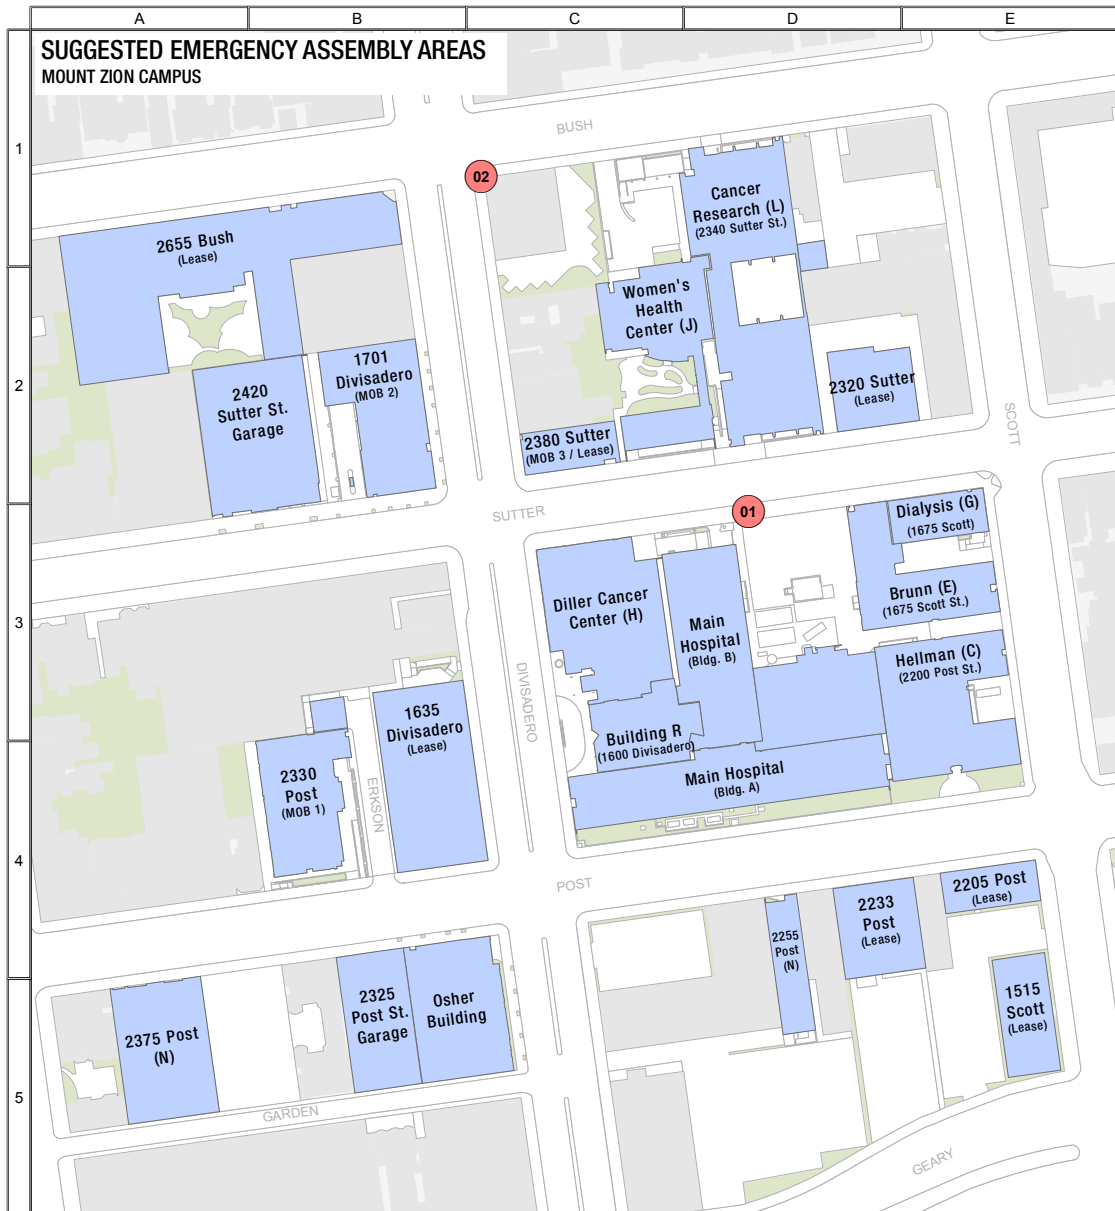 A B C D E
SUGGESTED EMERGENCY ASSEMBLY AREAS
MOUNT ZION CAMPUS
1
2
3
4
5
BUSH
02
Cancer
Research (L)
(2340 Sutter St.)
2655 Bush
(Lease)
Women's
Health
Center (J)
1701
Divisadero
(MOB 2)
2420
Sutter St.
Garage
2320 Sutter
(Lease)
2380 Sutter
(MOB 3 / Lease)
SCOTT
SUTTER
01
Dialysis (G)
(1675 Scott)
Diller Cancer
Center (H)
Main
Hospital
(Bldg. B)
Brunn (E)
(1675 Scott St.)
Hellman (C)
(2200 Post St.)
DIVISADERO
1635
Divisadero
(Lease)
Building R
(1600 Divisadero)
2330
Post
(MOB 1)
ERKSON
Main Hospital
(Bldg. A)
POST
2205 Post
(Lease)
2233
Post
(Lease)
2255
Post
(N)
1515
Scott
(Lease)
2325
Post St.
Garage
Osher
Building
2375 Post
(N)
GARDEN
GEARY